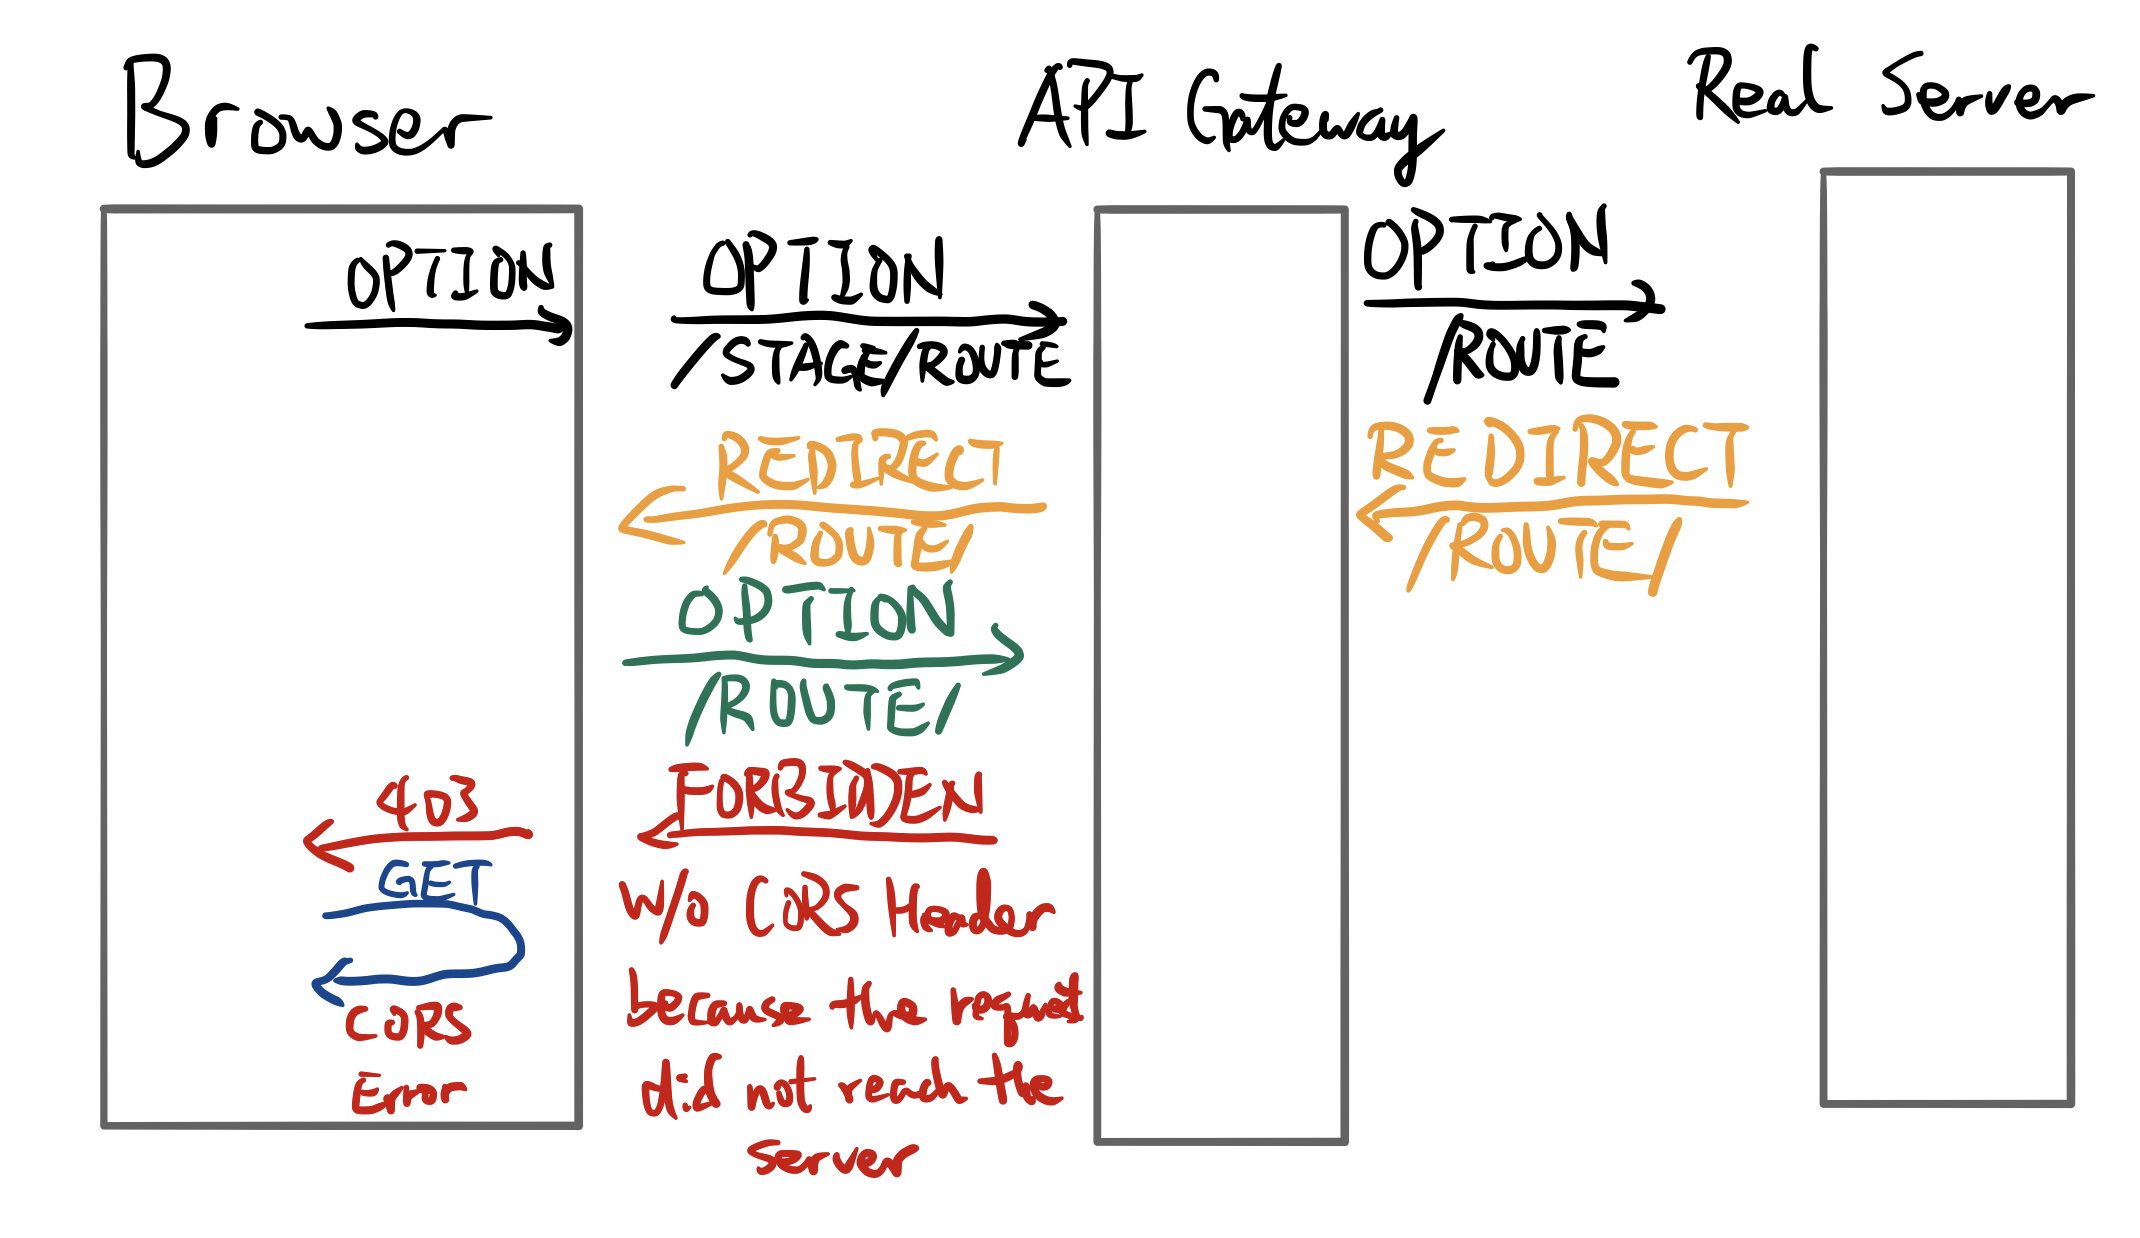 Browser
API Gateway
Real Server
OPTION
OPTION
/STAGE/ROUTE
OPTION
/ROUTE
REDIRECT
/ROUTE/
REDIRECT
/ROUTE/
OPTION
/ROUTE/
FORBIDDEN
w/o CORS Header
because the request
did not reach the
server
403
GET
CORS
Error